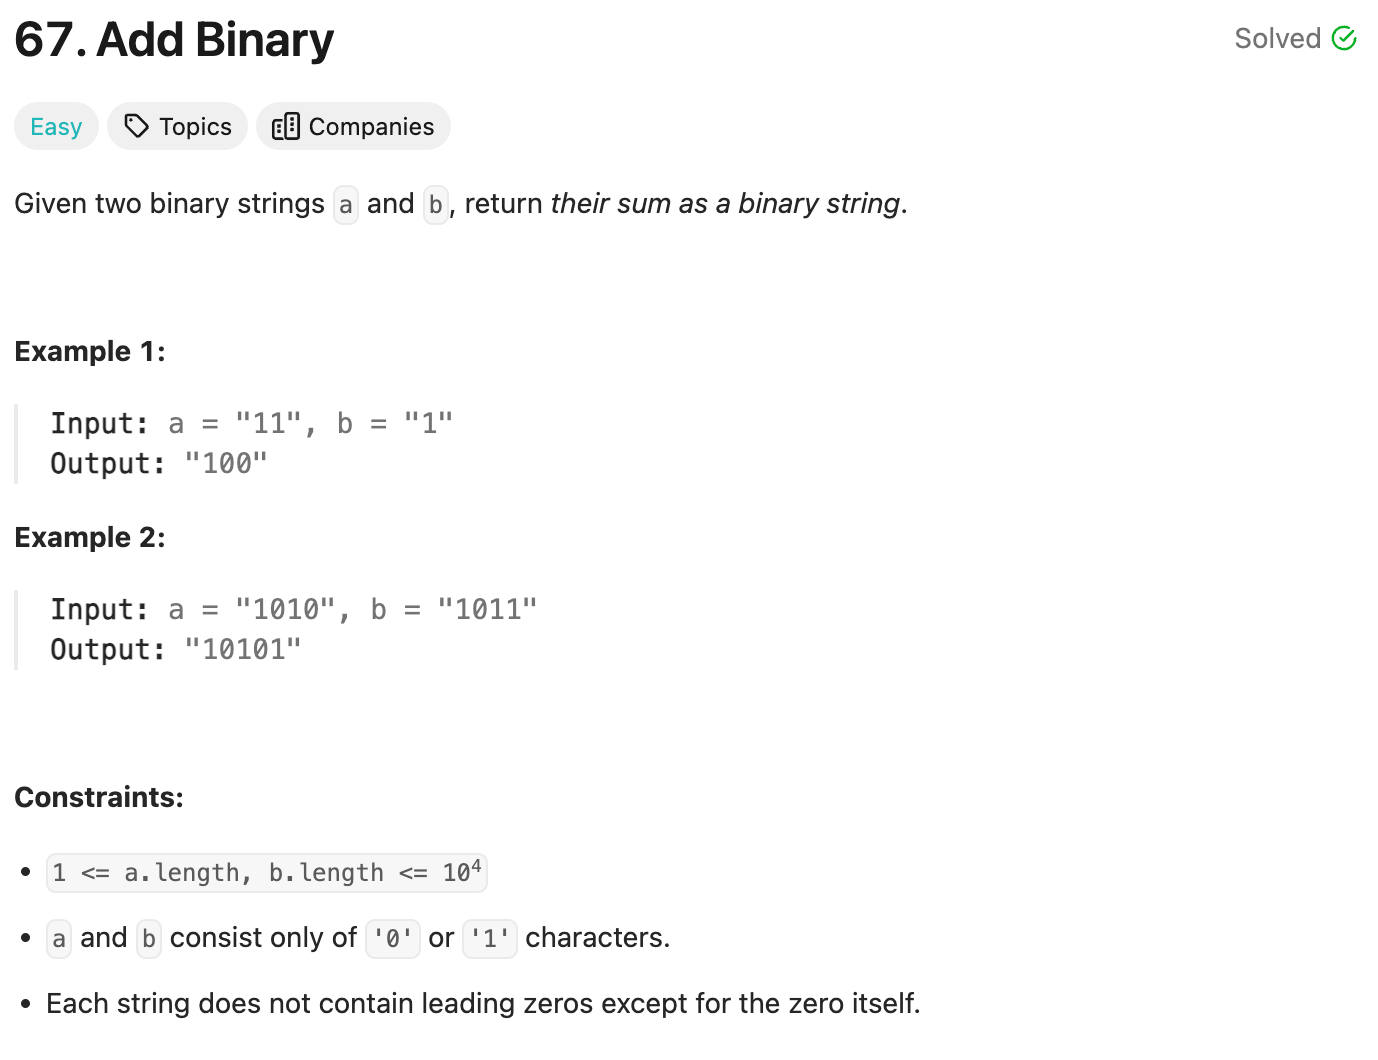 67. Add Binary
Solved
Easy
Topics
Companies
Given two binary strings a and b, return their sum as a binary string.
Example 1:
Input: a = "11", b = "1"
Output: "100"
Example 2:
Input: a = "1010", b = "1011"
Output: "10101"
Constraints:
• 1 <= a.length, b.length <= 10⁴
• a and b consist only of '0' or '1' characters.
• Each string does not contain leading zeros except for the zero itself.